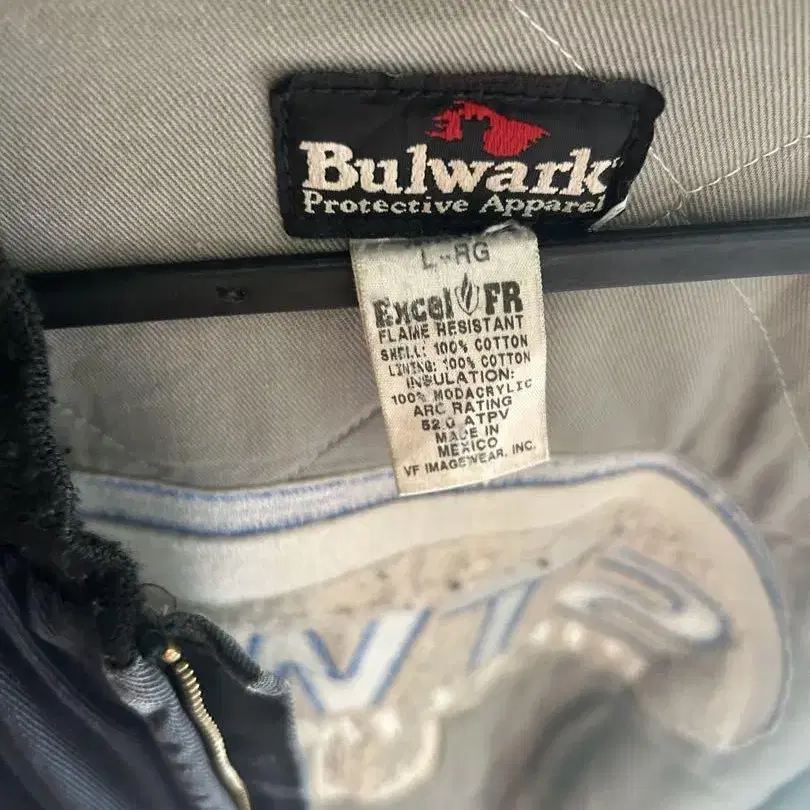 Bulwark
Protective Apparel
L-RG
Excel FR
FLAME RESISTANT
SHELL: 100% COTTON
LINING: 100% COTTON
INSULATION:
100% MODACRYLIC
ARC RATING
52.0 ATPV
MADE IN
MEXICO
VF IMAGEWEAR, INC.